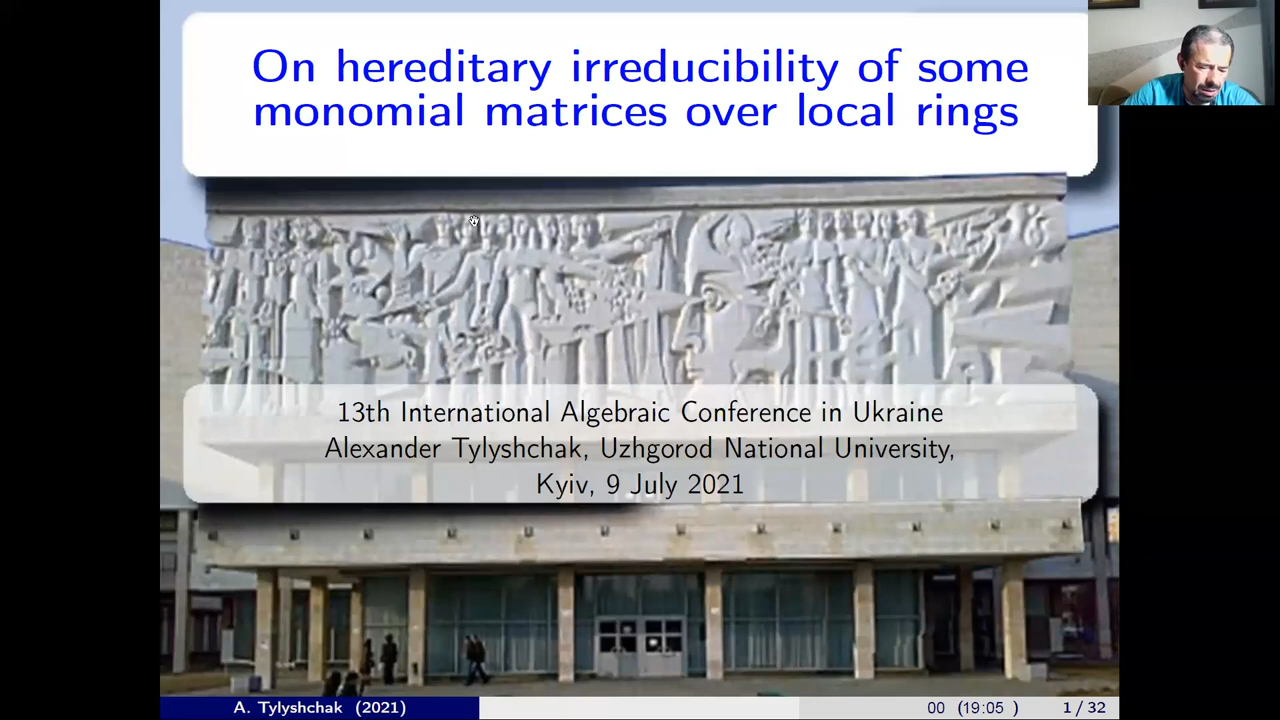 On hereditary irreducibility of some
monomial matrices over local rings
13th International Algebraic Conference in Ukraine
Alexander Tylyshchak, Uzhgorod National University,
Kyiv, 9 July 2021
A. Tylyshchak (2021)
00 (19:05 )
1 / 32